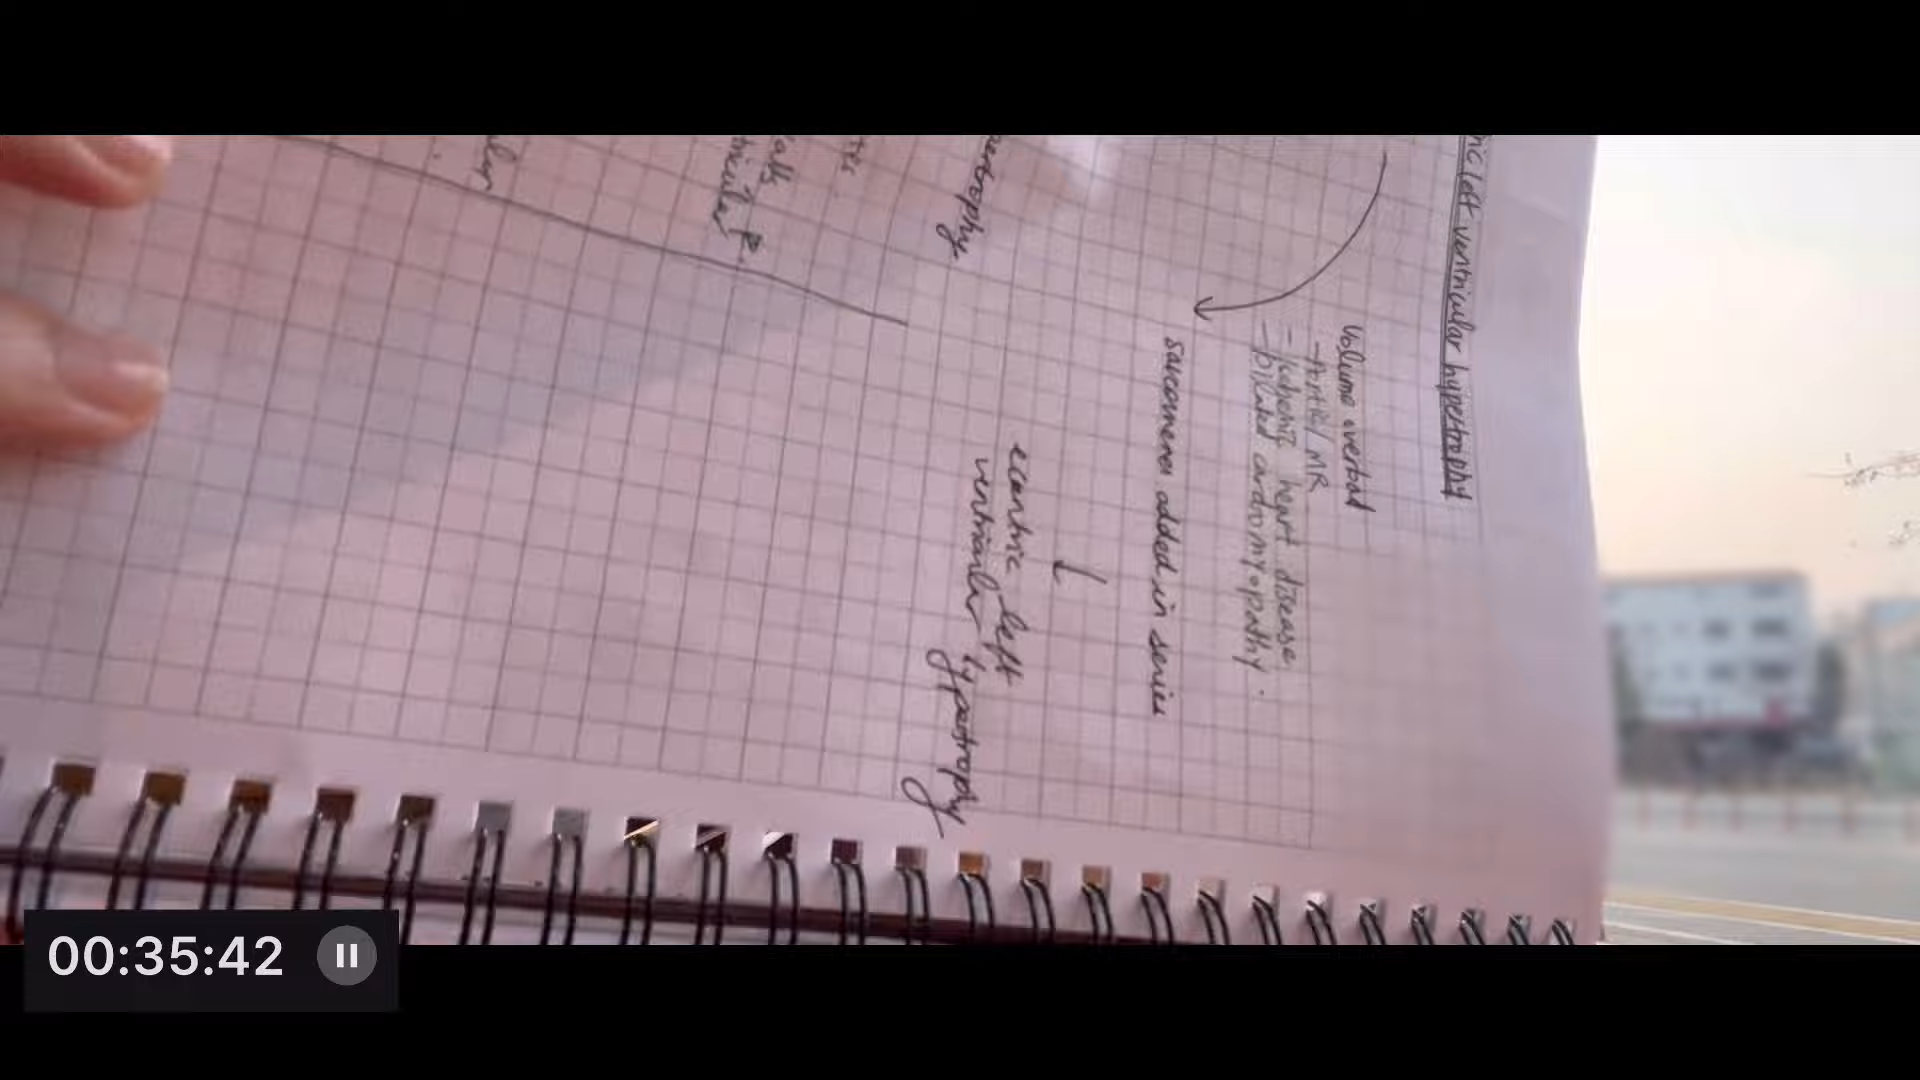 left ventricular hypertrophy
Volume overload
- Aortic / MR
- Ischemic heart disease
- Dilated cardiomyopathy.
sarcomeres added in series
eccentric left
ventricular hypertrophy
P
00:35:42